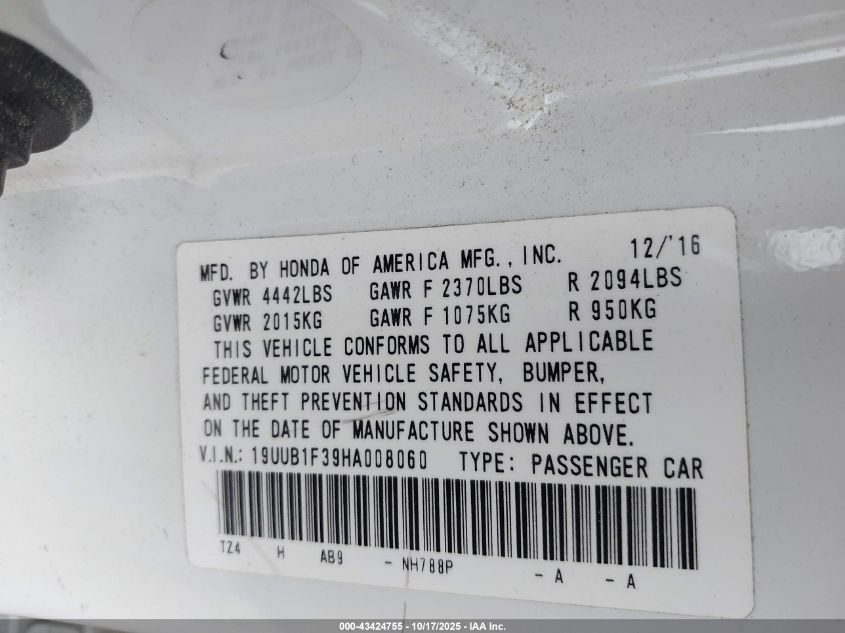 MFD. BY HONDA OF AMERICA MFG., INC. 12/'16
GVWR 4442LBS GAWR F 2370LBS R 2094LBS
GVWR 2015KG GAWR F 1075KG R 950KG
THIS VEHICLE CONFORMS TO ALL APPLICABLE
FEDERAL MOTOR VEHICLE SAFETY, BUMPER,
AND THEFT PREVENTION STANDARDS IN EFFECT
ON THE DATE OF MANUFACTURE SHOWN ABOVE.
V.I.N.: 19UUB1F39HA008060 TYPE: PASSENGER CAR
TZ4 H AB9 - NH788P - A - A
000-43424755 | 10/17/2025 - IAA Inc.